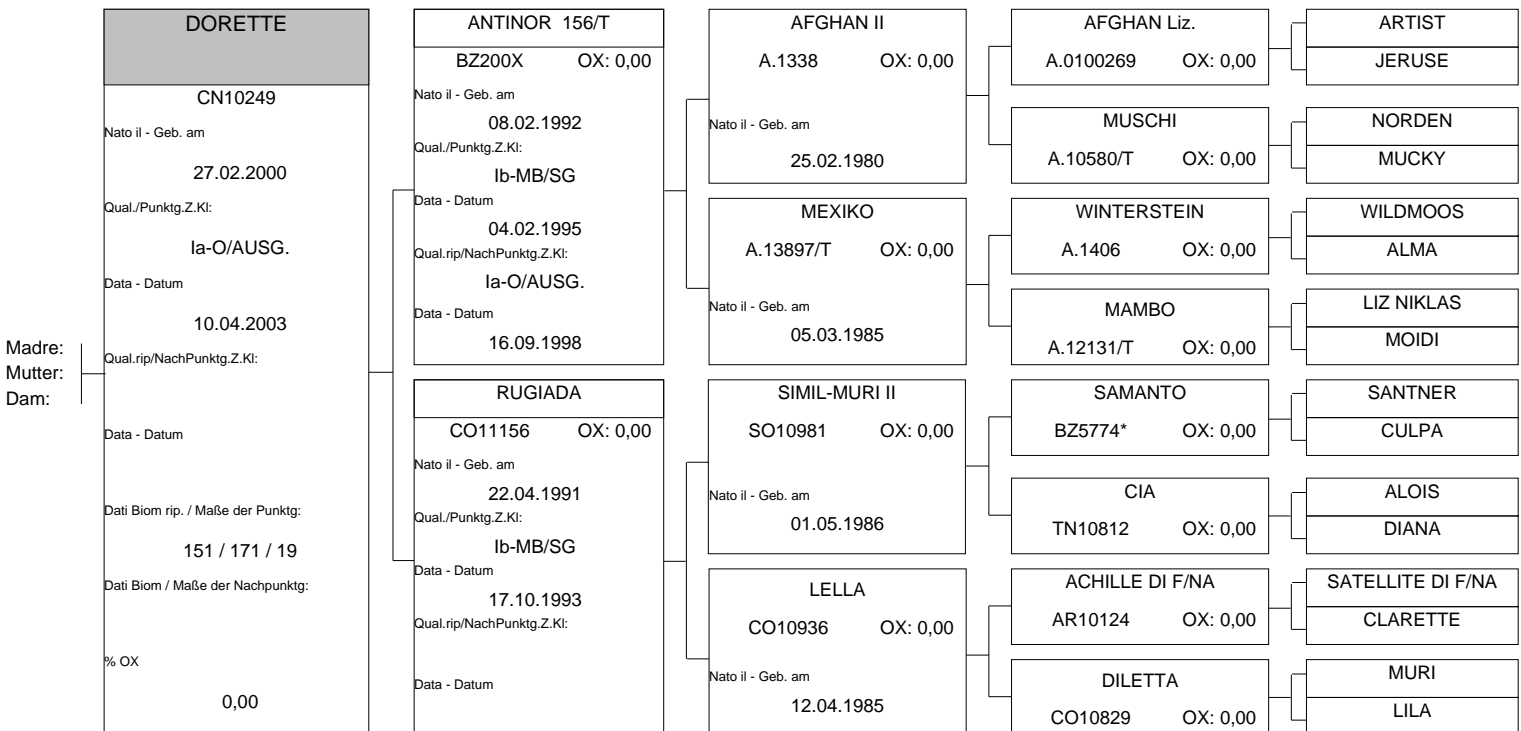 Madre:
Mutter:
Dam:
DORETTE
CN10249
Nato il - Geb. am
27.02.2000
Qual./Punktg.Z.Kl:
Ia-O/AUSG.
Data - Datum
10.04.2003
Qual.rip/NachPunktg.Z.Kl:
Data - Datum
Dati Biom rip. / Maße der Punktg:
151 / 171 / 19
Dati Biom / Maße der Nachpunktg:
% OX
0,00
ANTINOR 156/T
BZ200X OX: 0,00
Nato il - Geb. am
08.02.1992
Qual./Punktg.Z.Kl:
Ib-MB/SG
Data - Datum
04.02.1995
Qual.rip/NachPunktg.Z.Kl:
Ia-O/AUSG.
Data - Datum
16.09.1998
RUGIADA
CO11156 OX: 0,00
Nato il - Geb. am
22.04.1991
Qual./Punktg.Z.Kl:
Ib-MB/SG
Data - Datum
17.10.1993
Qual.rip/NachPunktg.Z.Kl:
Data - Datum
AFGHAN II
A.1338 OX: 0,00
Nato il - Geb. am
25.02.1980
MEXIKO
A.13897/T OX: 0,00
Nato il - Geb. am
05.03.1985
SIMIL-MURI II
SO10981 OX: 0,00
Nato il - Geb. am
01.05.1986
LELLA
CO10936 OX: 0,00
Nato il - Geb. am
12.04.1985
AFGHAN Liz.
A.0100269 OX: 0,00
MUSCHI
A.10580/T OX: 0,00
WINTERSTEIN
A.1406 OX: 0,00
MAMBO
A.12131/T OX: 0,00
SAMANTO
BZ5774* OX: 0,00
CIA
TN10812 OX: 0,00
ACHILLE DI F/NA
AR10124 OX: 0,00
DILETTA
CO10829 OX: 0,00
ARTIST
JERUSE
NORDEN
MUCKY
WILDMOOS
ALMA
LIZ NIKLAS
MOIDI
SANTNER
CULPA
ALOIS
DIANA
SATELLITE DI F/NA
CLARETTE
MURI
LILA